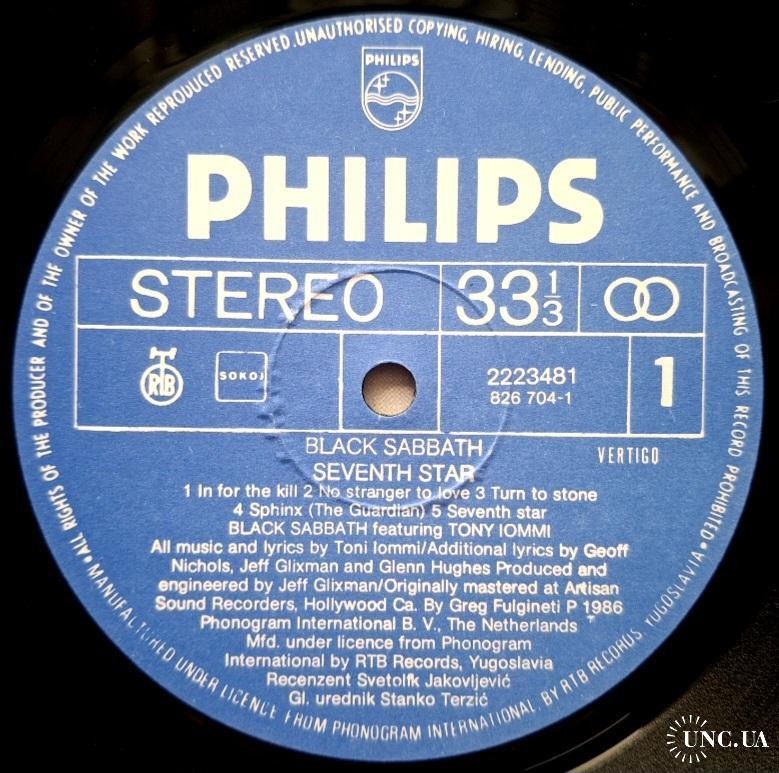 ALL RIGHTS OF THE PRODUCER AND OF THE OWNER OF THE WORK REPRODUCED RESERVED. UNAUTHORISED COPYING, HIRING, LENDING, PUBLIC PERFORMANCE AND BROADCASTING OF THIS RECORD PROHIBITED •
PHILIPS
PHILIPS
STEREO 33 1/3
RTB SOKOJ 2223481 1
826 704-1
BLACK SABBATH VERTIGO
SEVENTH STAR
1 In for the kill 2 No stranger to love 3 Turn to stone
4 Sphinx (The Guardian) 5 Seventh star
BLACK SABBATH featuring TONY IOMMI
All music and lyrics by Toni Iommi/Additional lyrics by Geoff
Nichols, Jeff Glixman and Glenn Hughes Produced and
engineered by Jeff Glixman/Originally mastered at Artisan
Sound Recorders, Hollywood Ca. By Greg Fulgineti P 1986
Phonogram International B. V., The Netherlands
Mfd. under licence from Phonogram
International by RTB Records, Yugoslavia
Recenzent Svetolik Jakovljević
Gl. urednik Stanko Terzić
• MANUFACTURED UNDER LICENCE FROM PHONOGRAM INTERNATIONAL, BY RTB RECORDS YUGOSLAVIA •
UNC.UA